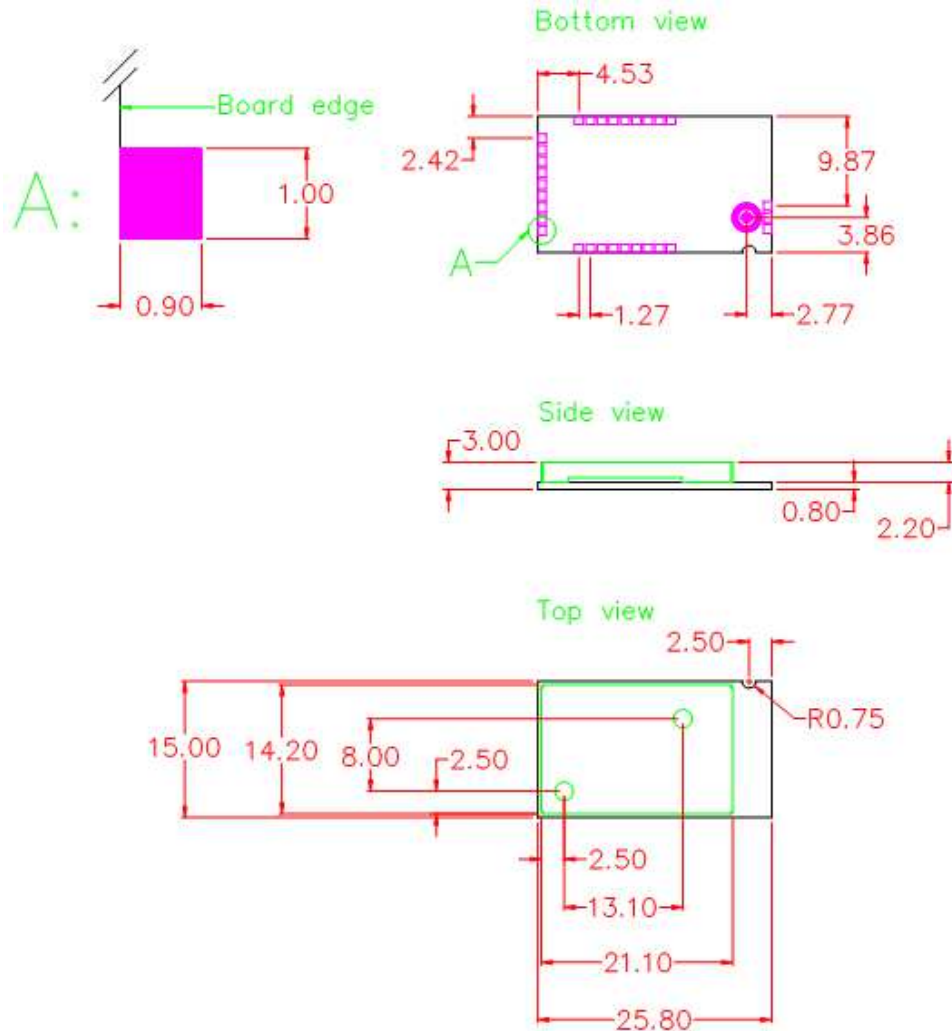 Bottom view
4.53
Board edge
2.42
9.87
A:
1.00
3.86
A
0.90
1.27
2.77
Side view
3.00
0.80
2.20
Top view
2.50
R0.75
15.00
14.20
8.00
2.50
2.50
13.10
21.10
25.80